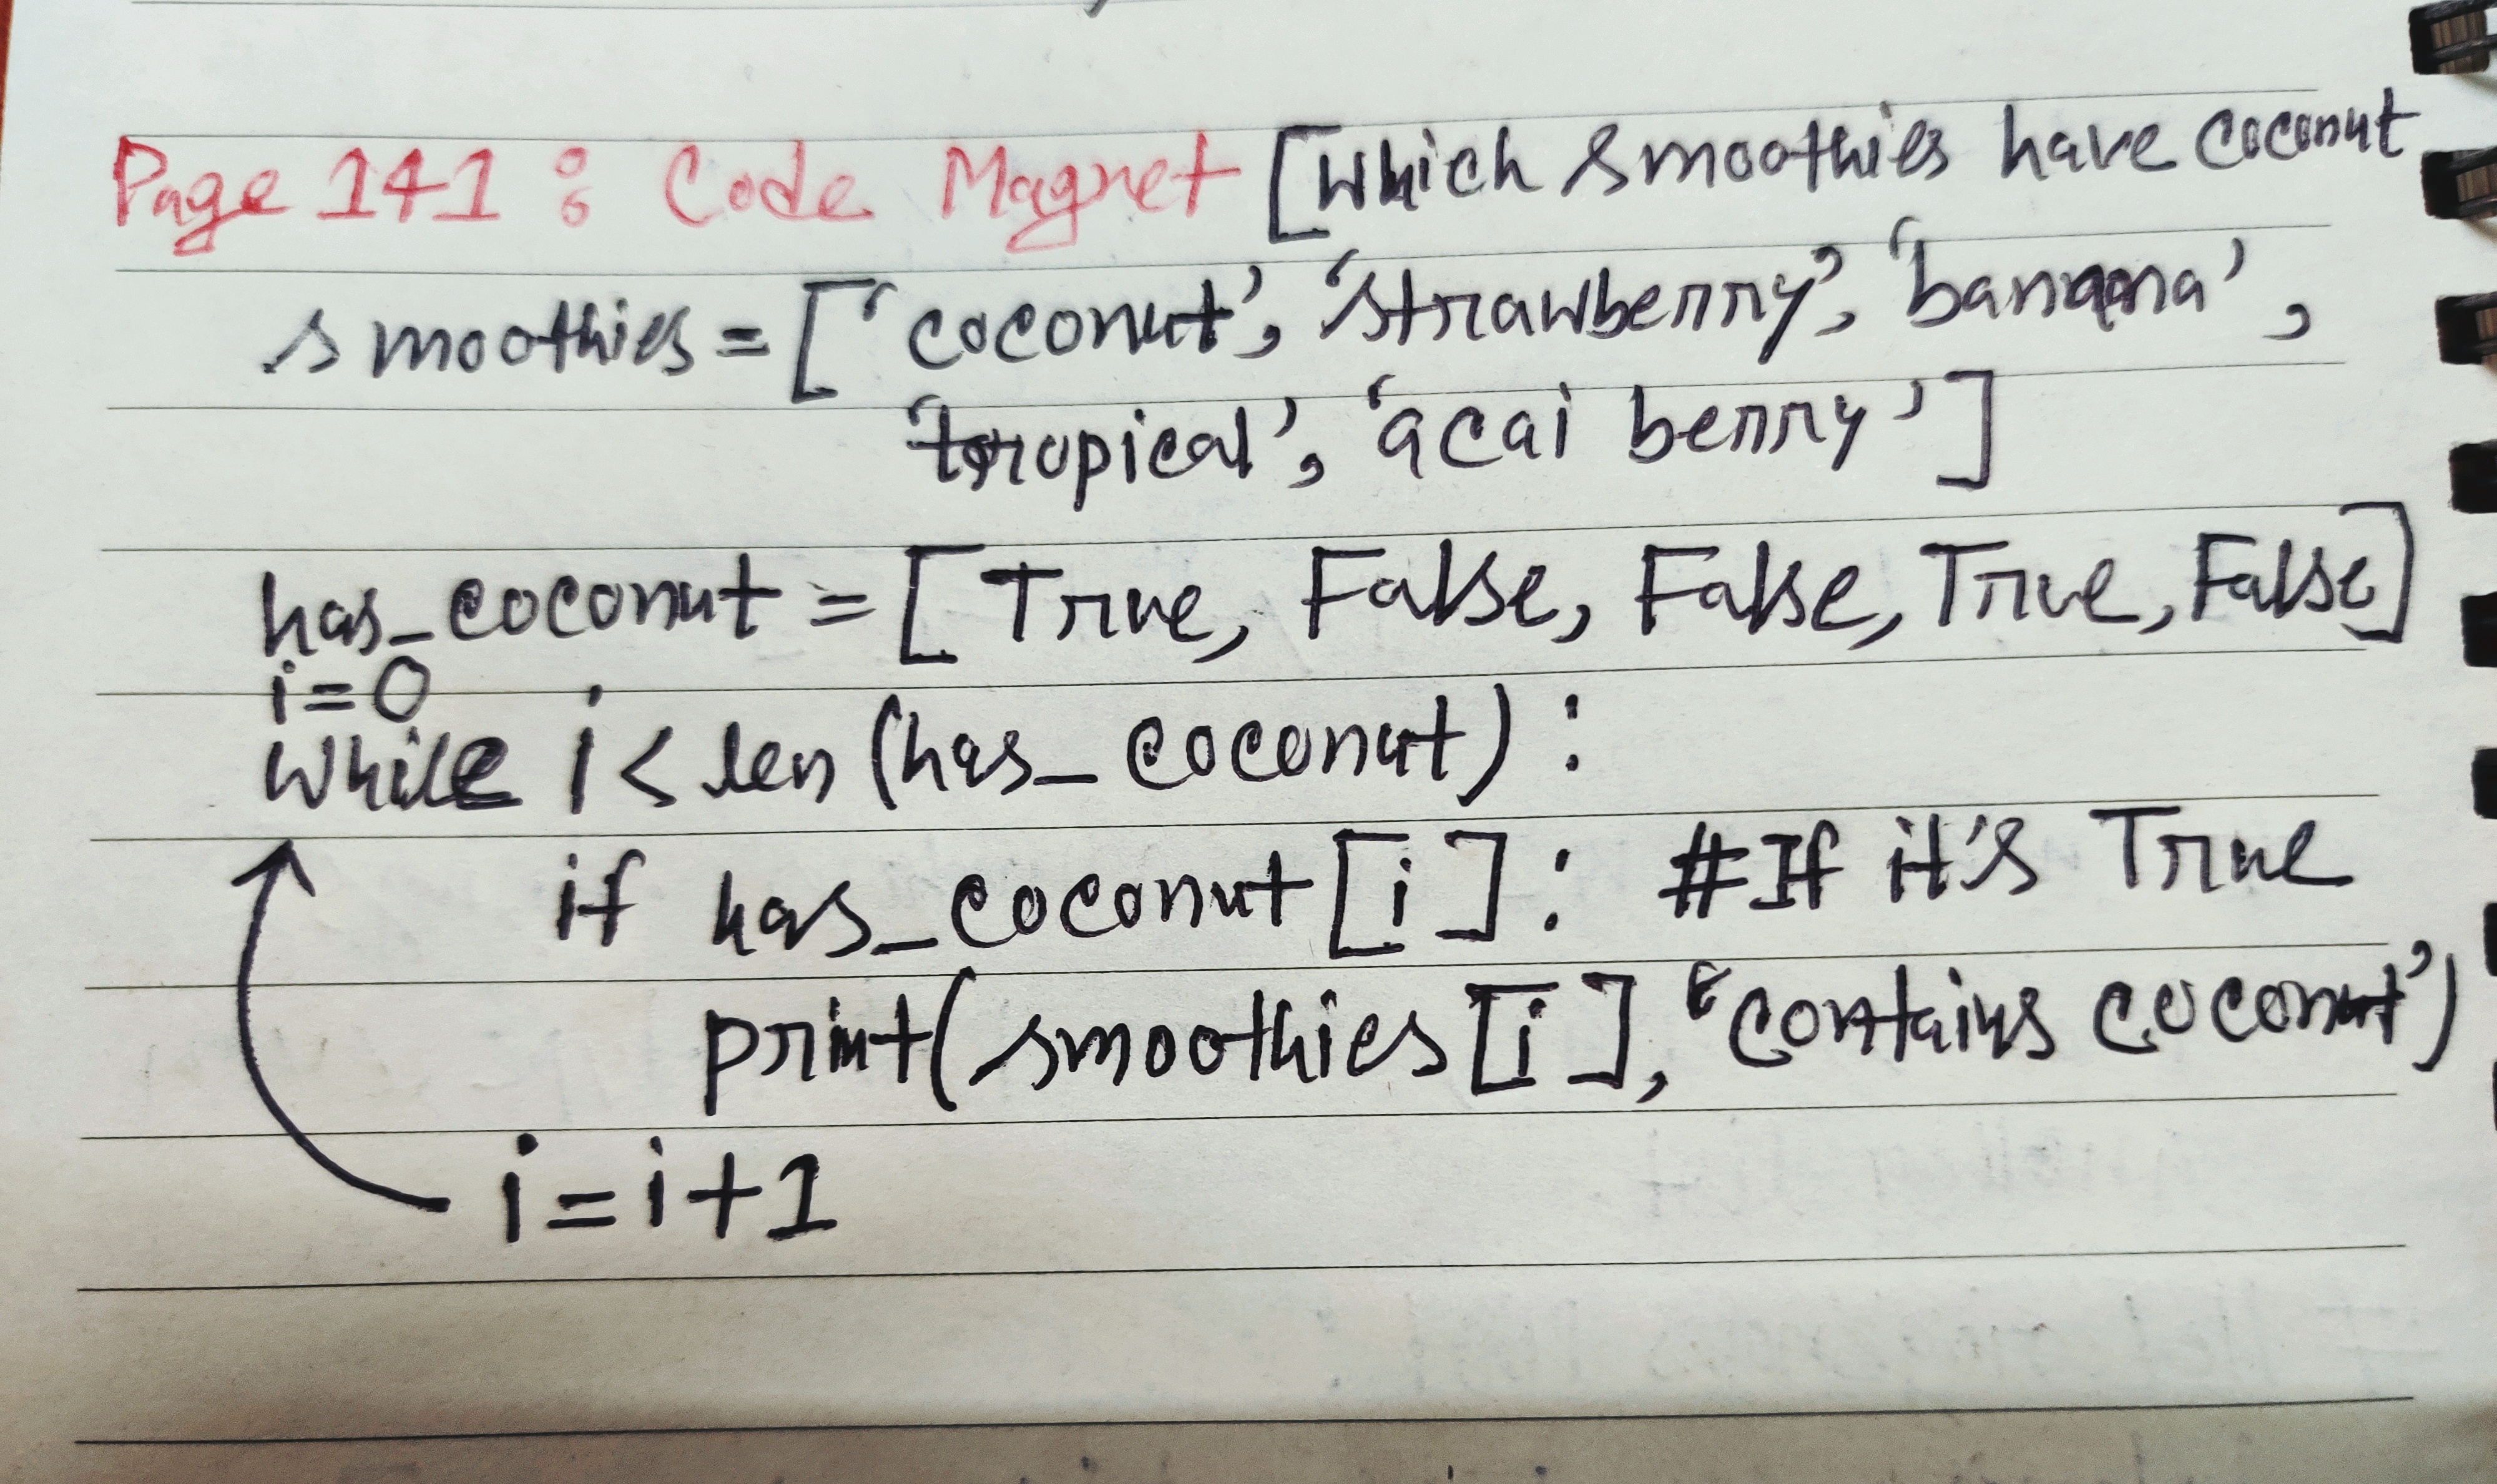 Page 141 : Code Magnet [Which smoothies have coconut
smoothies = ['coconut', 'strawberry', 'banana',
'tropical', 'acai berry']
has_coconut = [True, False, False, True, False]
i=0
While i < len (has_coconut) :
if has_coconut [i] : #If it's True
print(smoothies [i], 'contains coconut')
i = i + 1